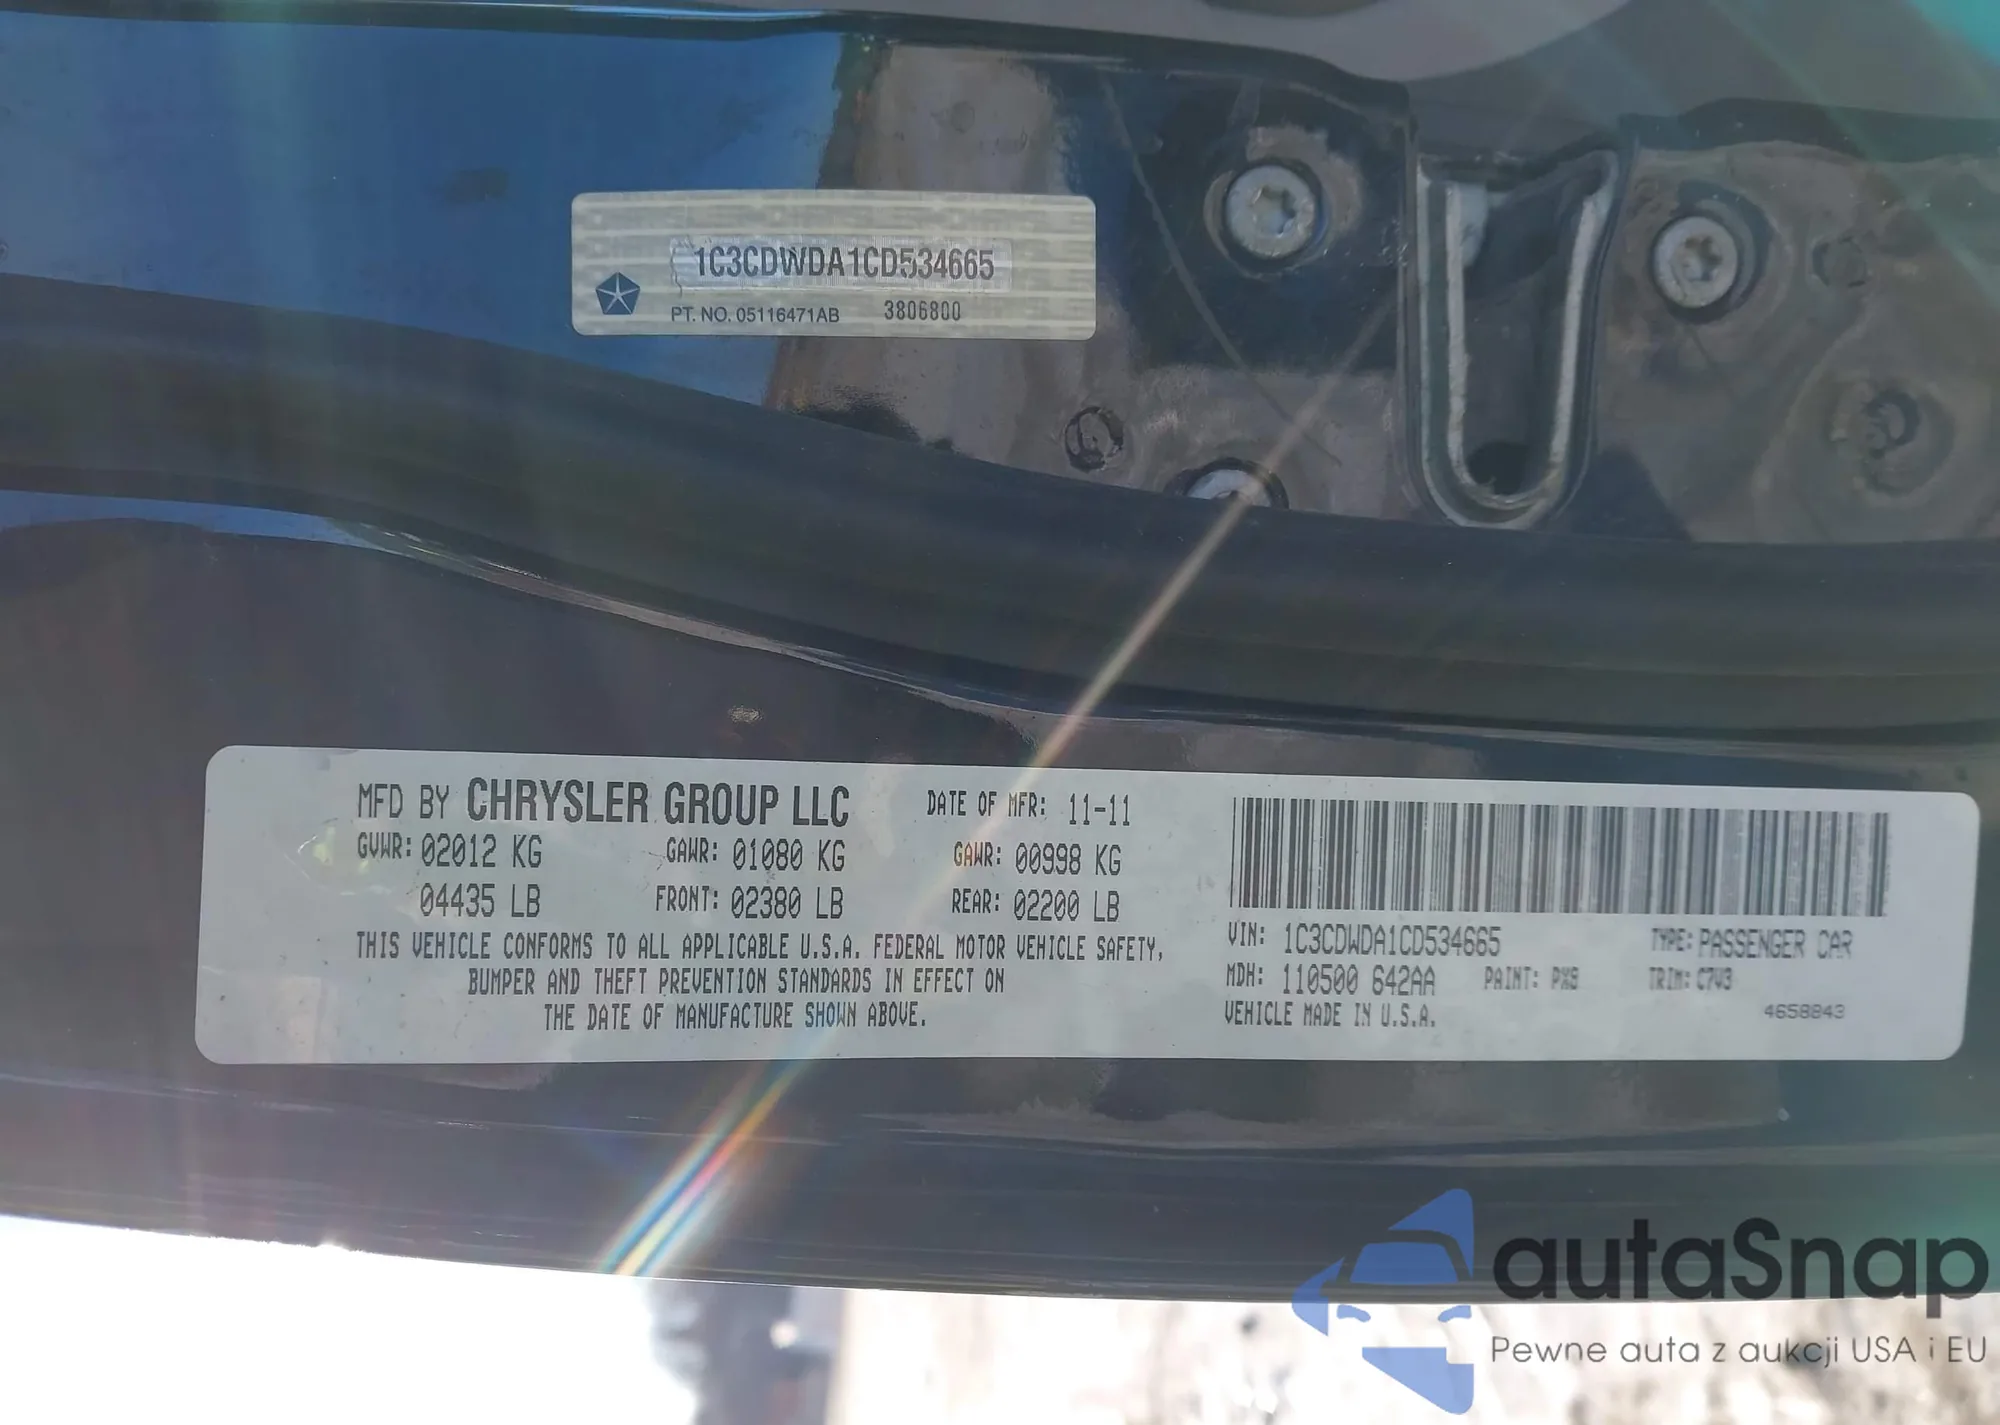 1C3CDWDA1CD534665
PT. NO. 05116471AB 3806800
MFD BY CHRYSLER GROUP LLC DATE OF MFR: 11-11
GVWR: 02012 KG GAWR: 01080 KG GAWR: 00998 KG
04435 LB FRONT: 02380 LB REAR: 02200 LB
THIS VEHICLE CONFORMS TO ALL APPLICABLE U.S.A. FEDERAL MOTOR VEHICLE SAFETY,
BUMPER AND THEFT PREVENTION STANDARDS IN EFFECT ON
THE DATE OF MANUFACTURE SHOWN ABOVE.
VIN: 1C3CDWDA1CD534665 TYPE: PASSENGER CAR
MDH: 110500 642AA PAINT: PX8 TRIM: C7V3
VEHICLE MADE IN U.S.A. 4658843
autaSnap
Pewne auta z aukcji USA i EU